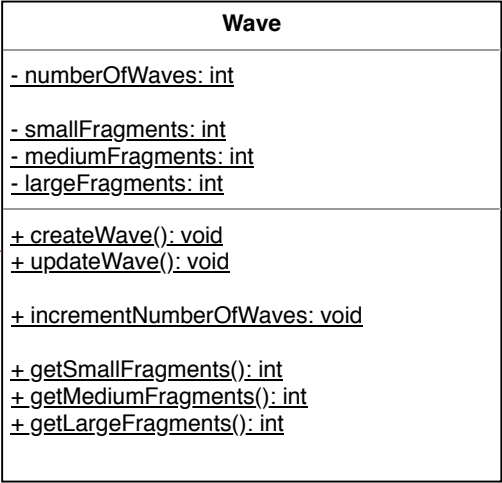 Wave
- numberOfWaves: int
- smallFragments: int
- mediumFragments: int
- largeFragments: int
+ createWave(): void
+ updateWave(): void
+ incrementNumberOfWaves: void
+ getSmallFragments(): int
+ getMediumFragments(): int
+ getLargeFragments(): int